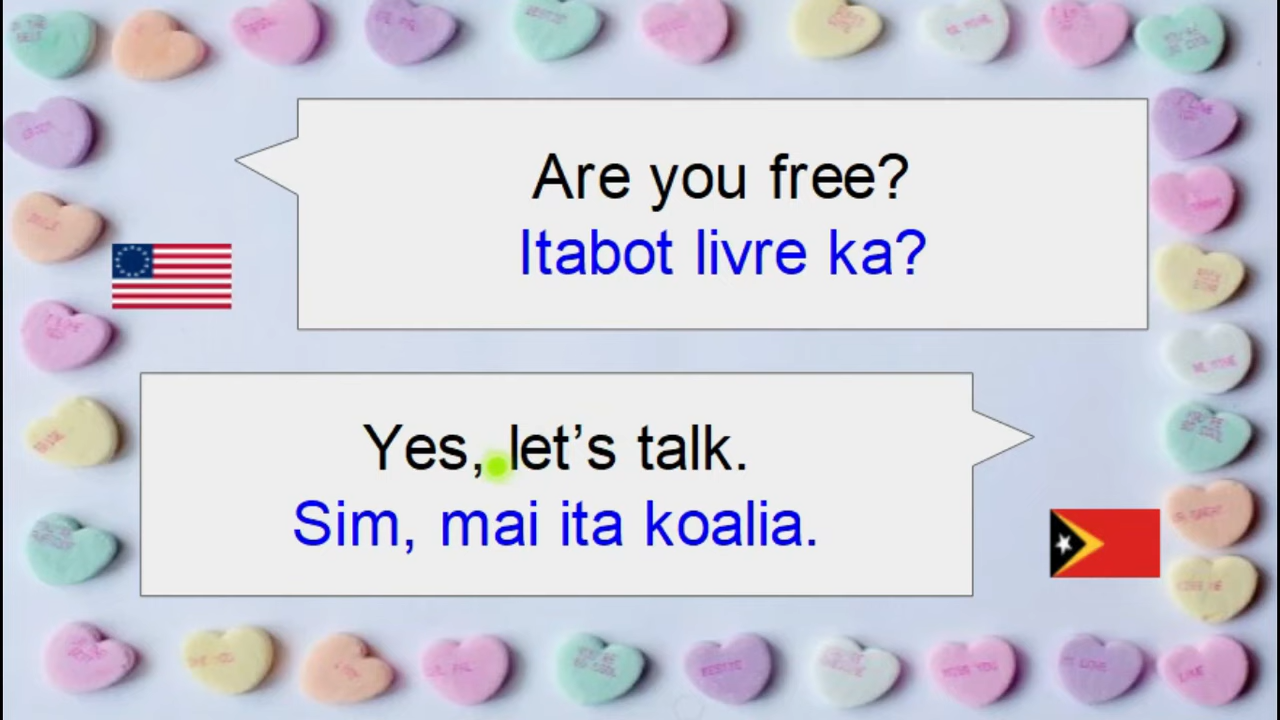 Are you free?
Itabot livre ka?
Yes, let's talk.
Sim, mai ita koalia.